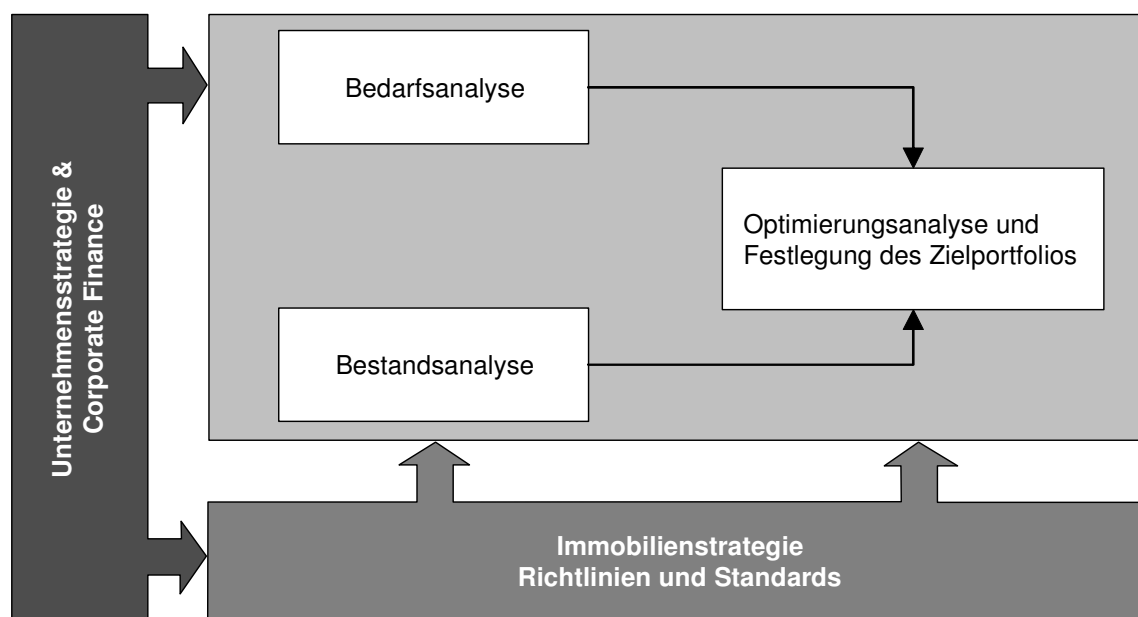 Unternehmensstrategie &
Corporate Finance
Bedarfsanalyse
Optimierungsanalyse und
Festlegung des Zielportfolios
Bestandsanalyse
Immobilienstrategie
Richtlinien und Standards